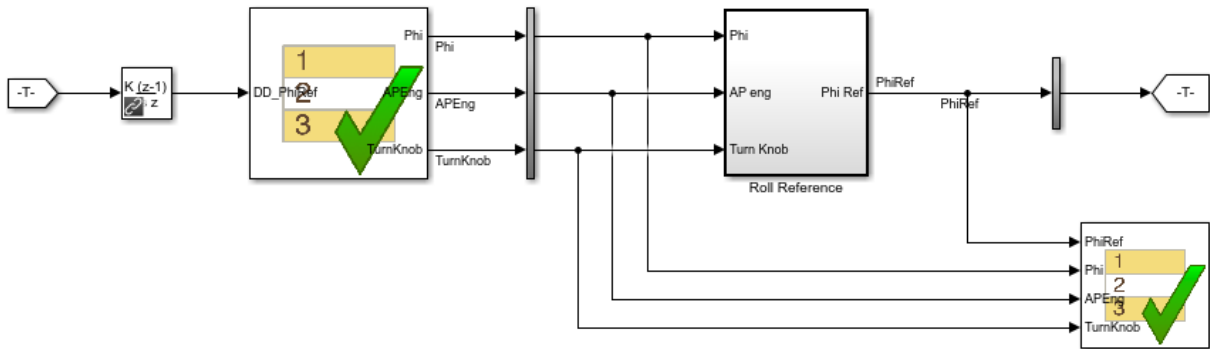 -T-
K (z-1)
z
DD_PhiRef
1
2
3
Phi
APEng
TurnKnob
Phi
APEng
TurnKnob
Phi
AP eng
Turn Knob
Phi Ref
Roll Reference
PhiRef
PhiRef
-T-
PhiRef
Phi
APEng
TurnKnob
1
2
3